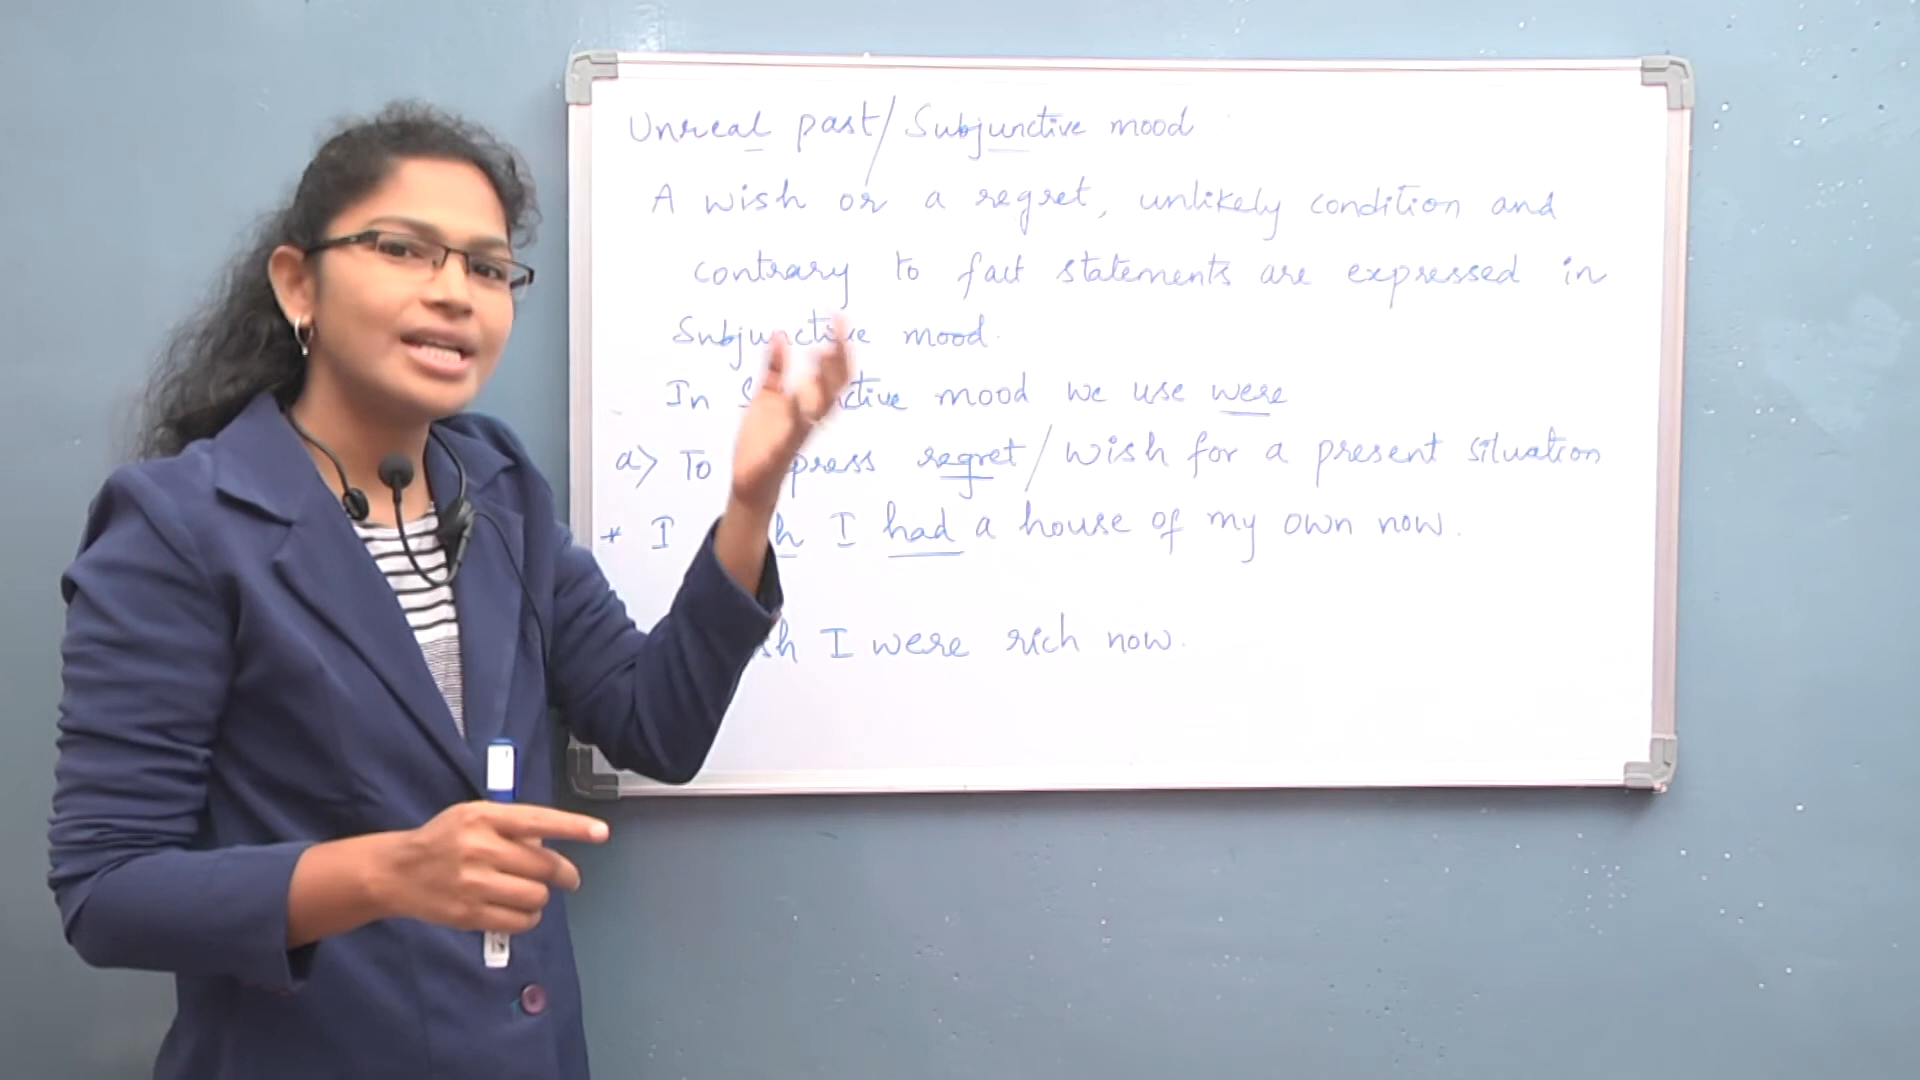 Unreal past/Subjunctive mood
A wish or a regret, unlikely condition and
contrary to fact statements are expressed in
Subjunctive mood.
In mood we use were
a) To regret/wish for a present situation
* I I had a house of my own now.
I were rich now.